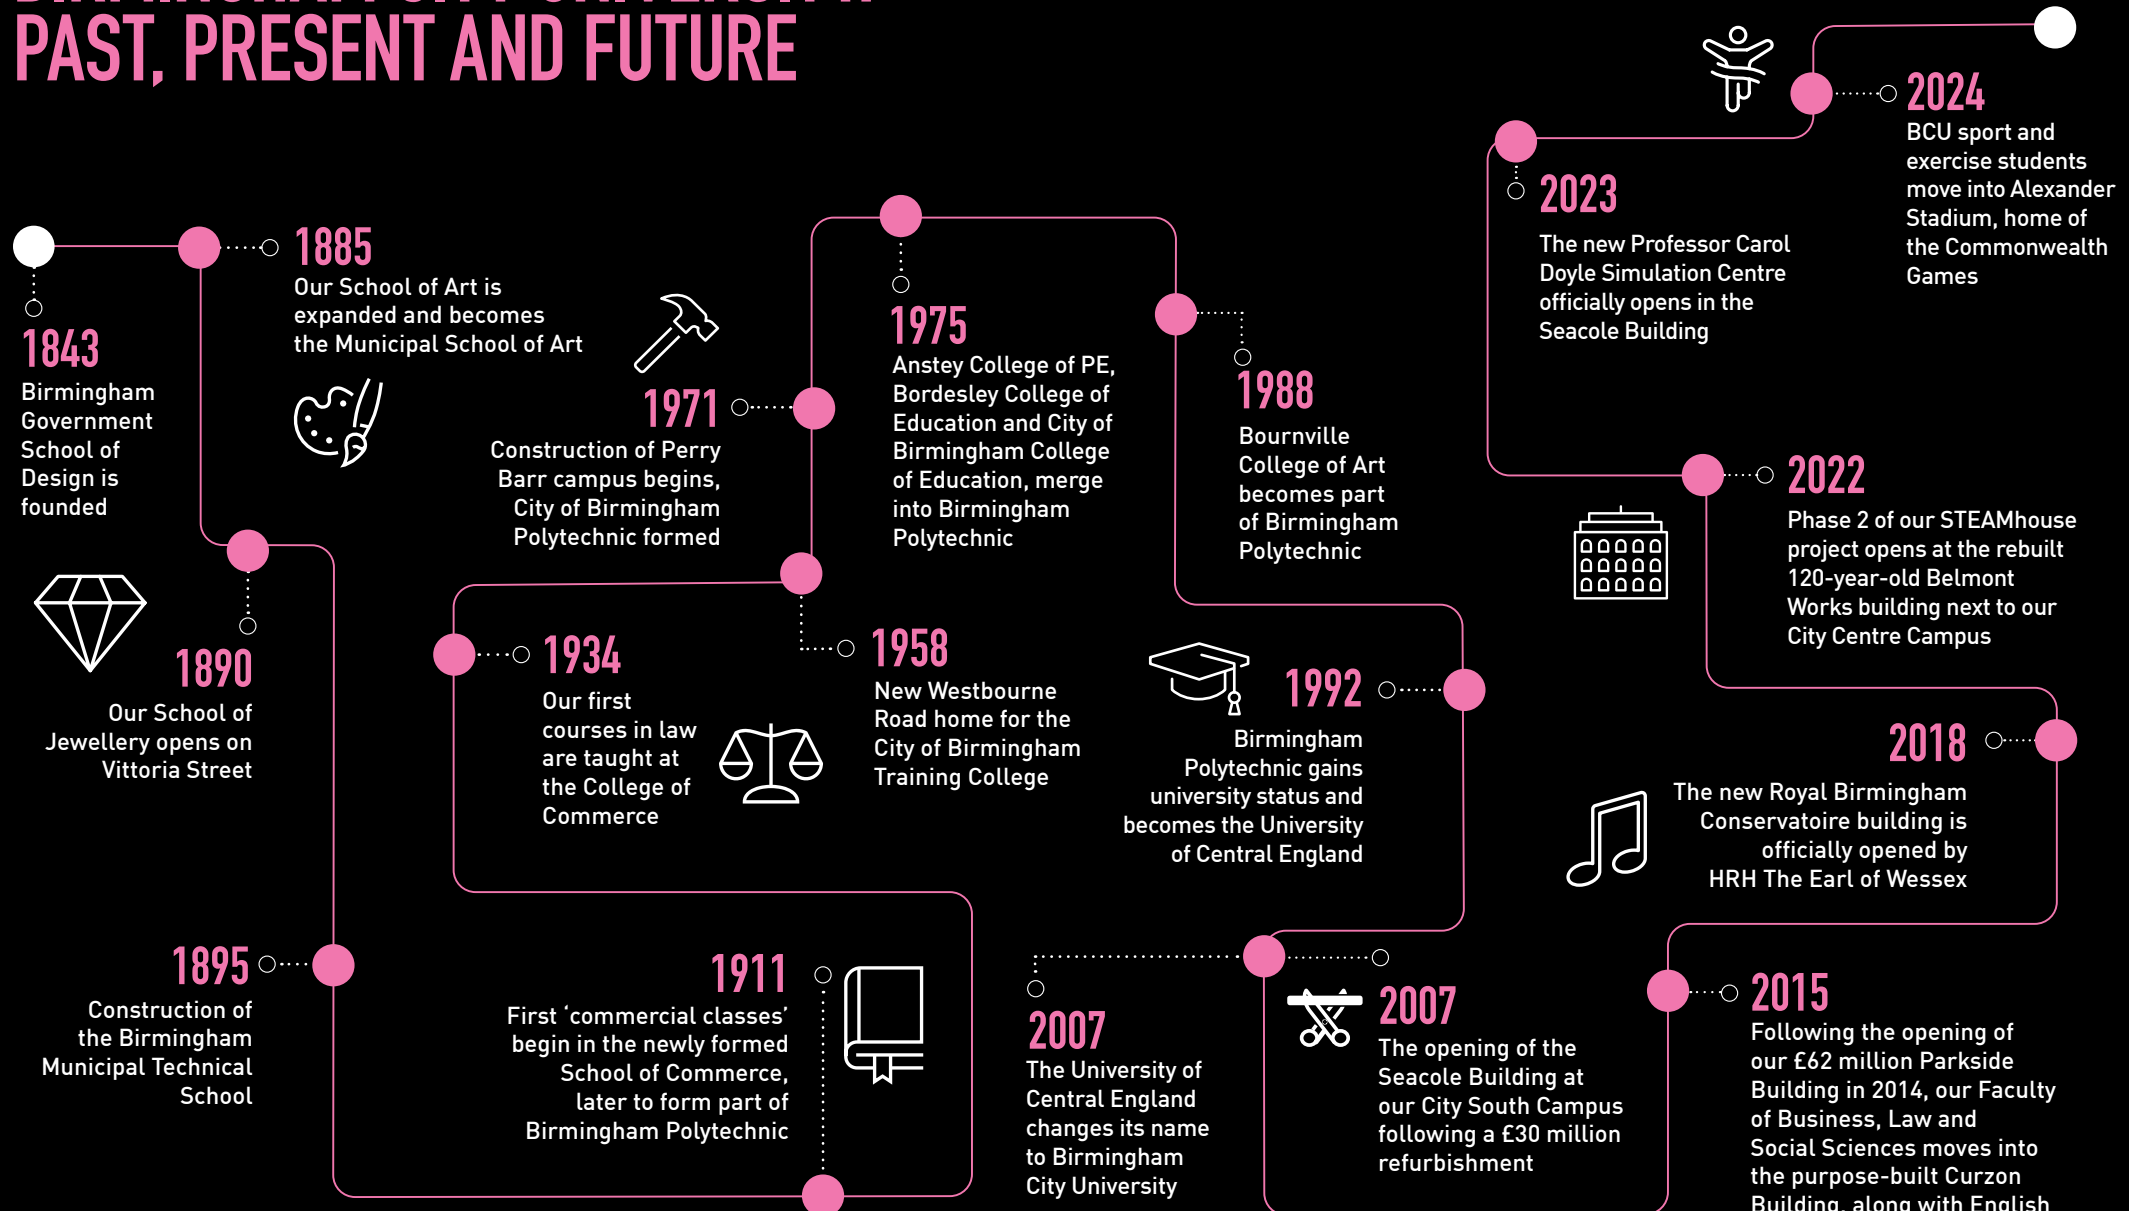 PAST, PRESENT AND FUTURE
1843
Birmingham
Government
School of
Design is
founded
1885
Our School of Art is
expanded and becomes
the Municipal School of Art
1890
Our School of
Jewellery opens on
Vittoria Street
1895
Construction of
the Birmingham
Municipal Technical
School
1911
First ‘commercial classes’
begin in the newly formed
School of Commerce,
later to form part of
Birmingham Polytechnic
1934
Our first
courses in law
are taught at
the College of
Commerce
1958
New Westbourne
Road home for the
City of Birmingham
Training College
1971
Construction of Perry
Barr campus begins,
City of Birmingham
Polytechnic formed
1975
Anstey College of PE,
Bordesley College of
Education and City of
Birmingham College
of Education, merge
into Birmingham
Polytechnic
1988
Bournville
College of Art
becomes part
of Birmingham
Polytechnic
1992
Birmingham
Polytechnic gains
university status and
becomes the University
of Central England
2007
The University of
Central England
changes its name
to Birmingham
City University
2007
The opening of the
Seacole Building at
our City South Campus
following a £30 million
refurbishment
2015
Following the opening of
our £62 million Parkside
Building in 2014, our Faculty
of Business, Law and
Social Sciences moves into
the purpose-built Curzon
Building, along with English
2018
The new Royal Birmingham
Conservatoire building is
officially opened by
HRH The Earl of Wessex
2022
Phase 2 of our STEAMhouse
project opens at the rebuilt
120-year-old Belmont
Works building next to our
City Centre Campus
2023
The new Professor Carol
Doyle Simulation Centre
officially opens in the
Seacole Building
2024
BCU sport and
exercise students
move into Alexander
Stadium, home of
the Commonwealth
Games